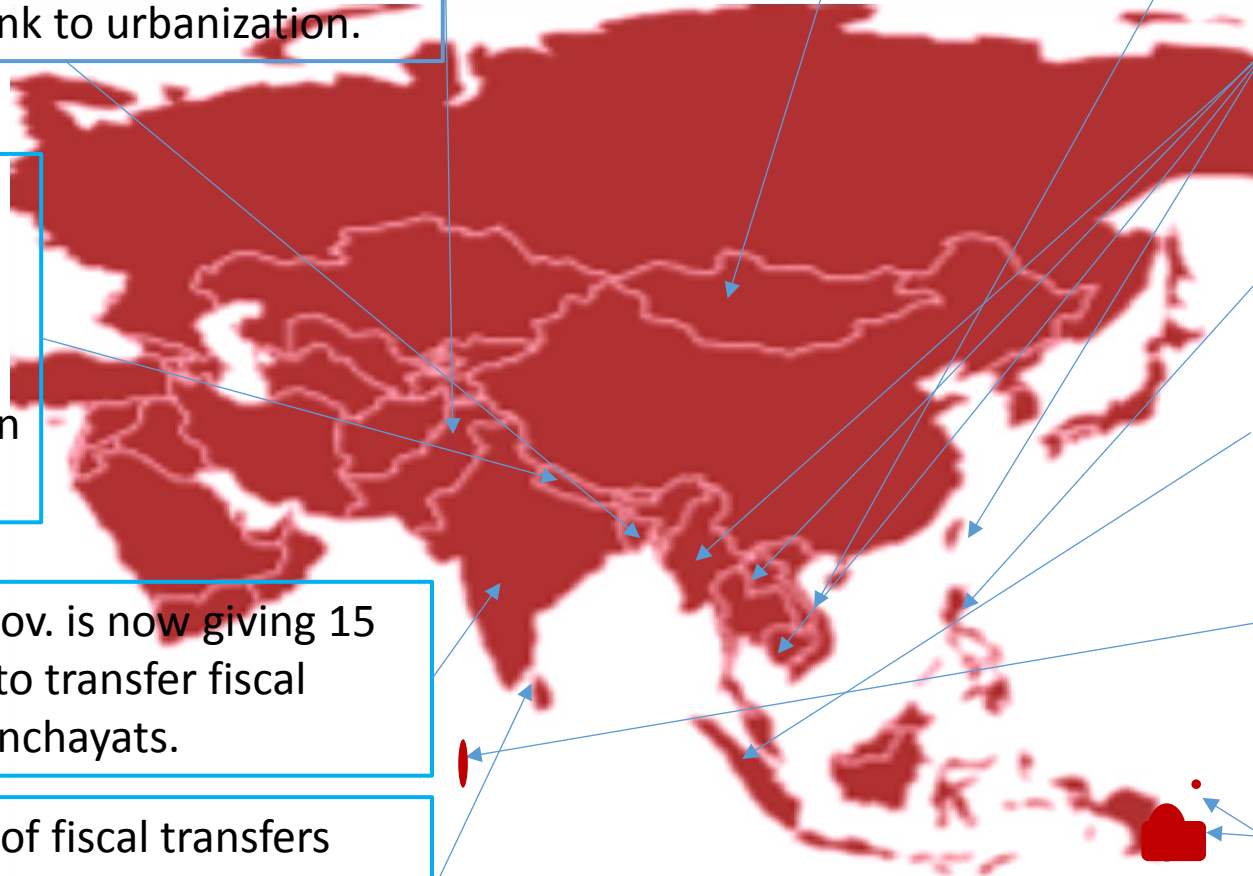 nk to urbanization.
n
ov. is now giving 15
to transfer fiscal
nchayats.
of fiscal transfers